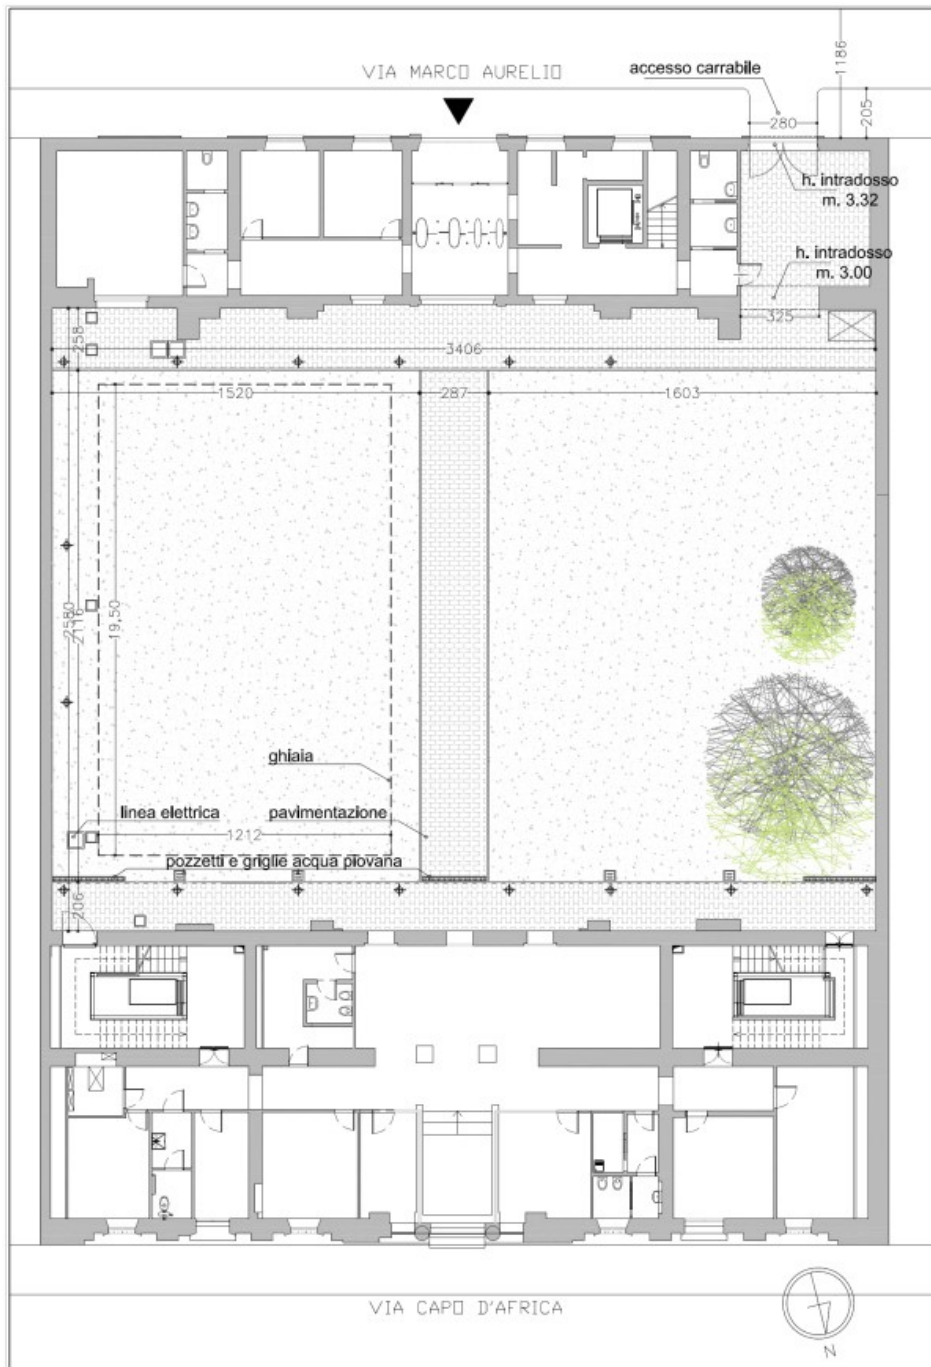 VIA MARCO AURELIO
accesso carrabile
1186
205
280
h. intradosso
m. 3.32
h. intradosso
m. 3.00
325
258
3406
1520
287
1603
2580
2116
19,50
ghiaia
linea elettrica
pavimentazione
1212
pozzetti e griglie acqua piovana
206
VIA CAPO D'AFRICA
N